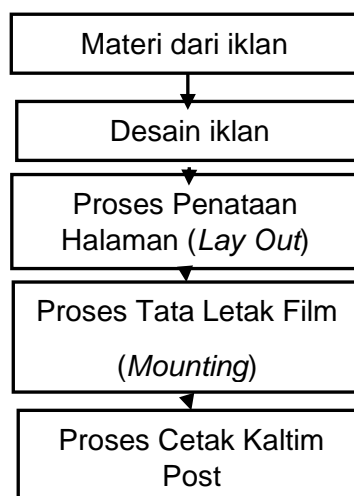 Materi dari iklan
Desain iklan
Proses Penataan
Halaman (Lay Out)
Proses Tata Letak Film
(Mounting)
Proses Cetak Kaltim
Post